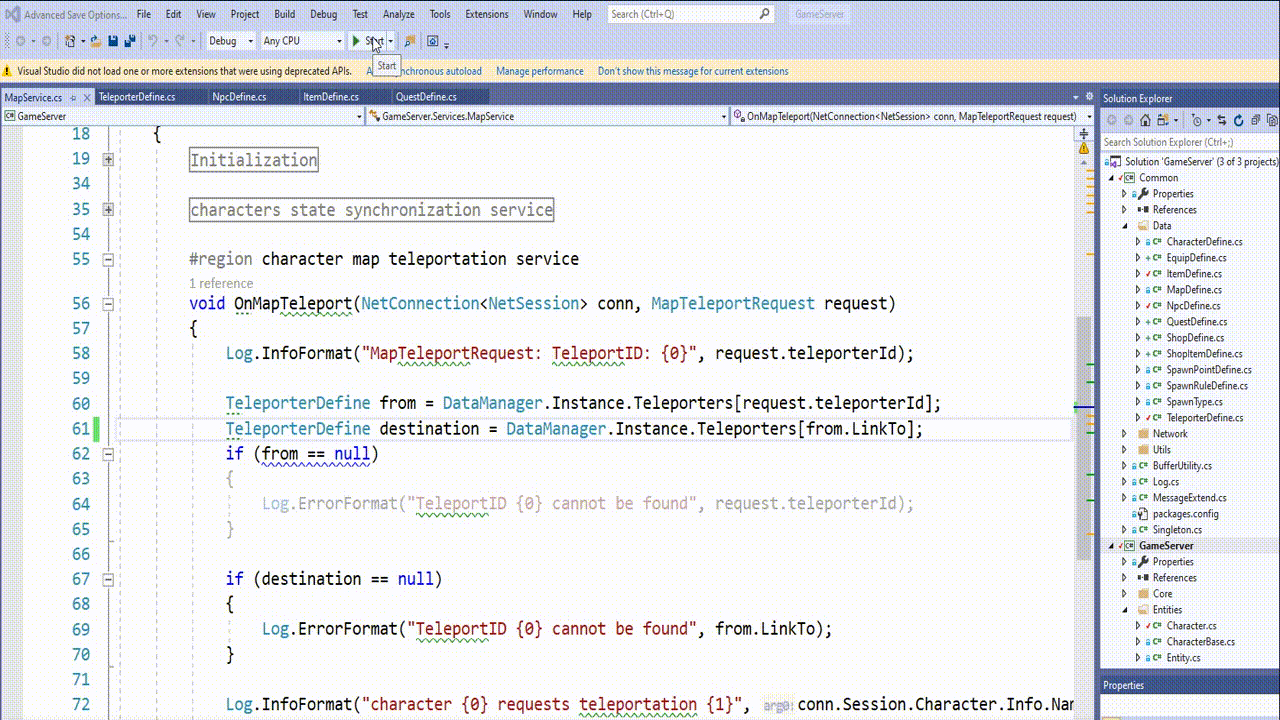 Advanced Save Options... File Edit View Project Build Debug Test Analyze Tools Extensions Window Help Search (Ctrl+Q) GameServer
Debug Any CPU Start
Start
Visual Studio did not load one or more extensions that were using deprecated APIs. synchronous autoload Manage performance Don't show this message for current extensions
MapService.cs TeleporterDefine.cs NpcDefine.cs ItemDefine.cs QuestDefine.cs
GameServer GameServer.Services.MapService OnMapTeleport(NetConnection<NetSession> conn, MapTeleportRequest request)
18 {
19 Initialization
34
35 characters state synchronization service
54
55 #region character map teleportation service
1 reference
56 void OnMapTeleport(NetConnection<NetSession> conn, MapTeleportRequest request)
57 {
58 Log.InfoFormat("MapTeleportRequest: TeleportID: {0}", request.teleporterId);
59
60 TeleporterDefine from = DataManager.Instance.Teleporters[request.teleporterId];
61 TeleporterDefine destination = DataManager.Instance.Teleporters[from.LinkTo];
62 if (from == null)
63 {
64 Log.ErrorFormat("TeleportID {0} cannot be found", request.teleporterId);
65 }
66
67 if (destination == null)
68 {
69 Log.ErrorFormat("TeleportID {0} cannot be found", from.LinkTo);
70 }
71
72 Log.InfoFormat("character {0} requests teleportation {1}", arg0: conn.Session.Character.Info.Nam
Solution Explorer
Search Solution Explorer (Ctrl+;)
Solution 'GameServer' (3 of 3 projects)
Common
Properties
References
Data
CharacterDefine.cs
EquipDefine.cs
ItemDefine.cs
MapDefine.cs
NpcDefine.cs
QuestDefine.cs
ShopDefine.cs
ShopItemDefine.cs
SpawnPointDefine.cs
SpawnRuleDefine.cs
SpawnType.cs
TeleporterDefine.cs
Network
Utils
BufferUtility.cs
Log.cs
MessageExtend.cs
packages.config
Singleton.cs
GameServer
Properties
References
Core
Entities
Character.cs
CharacterBase.cs
Entity.cs
Properties